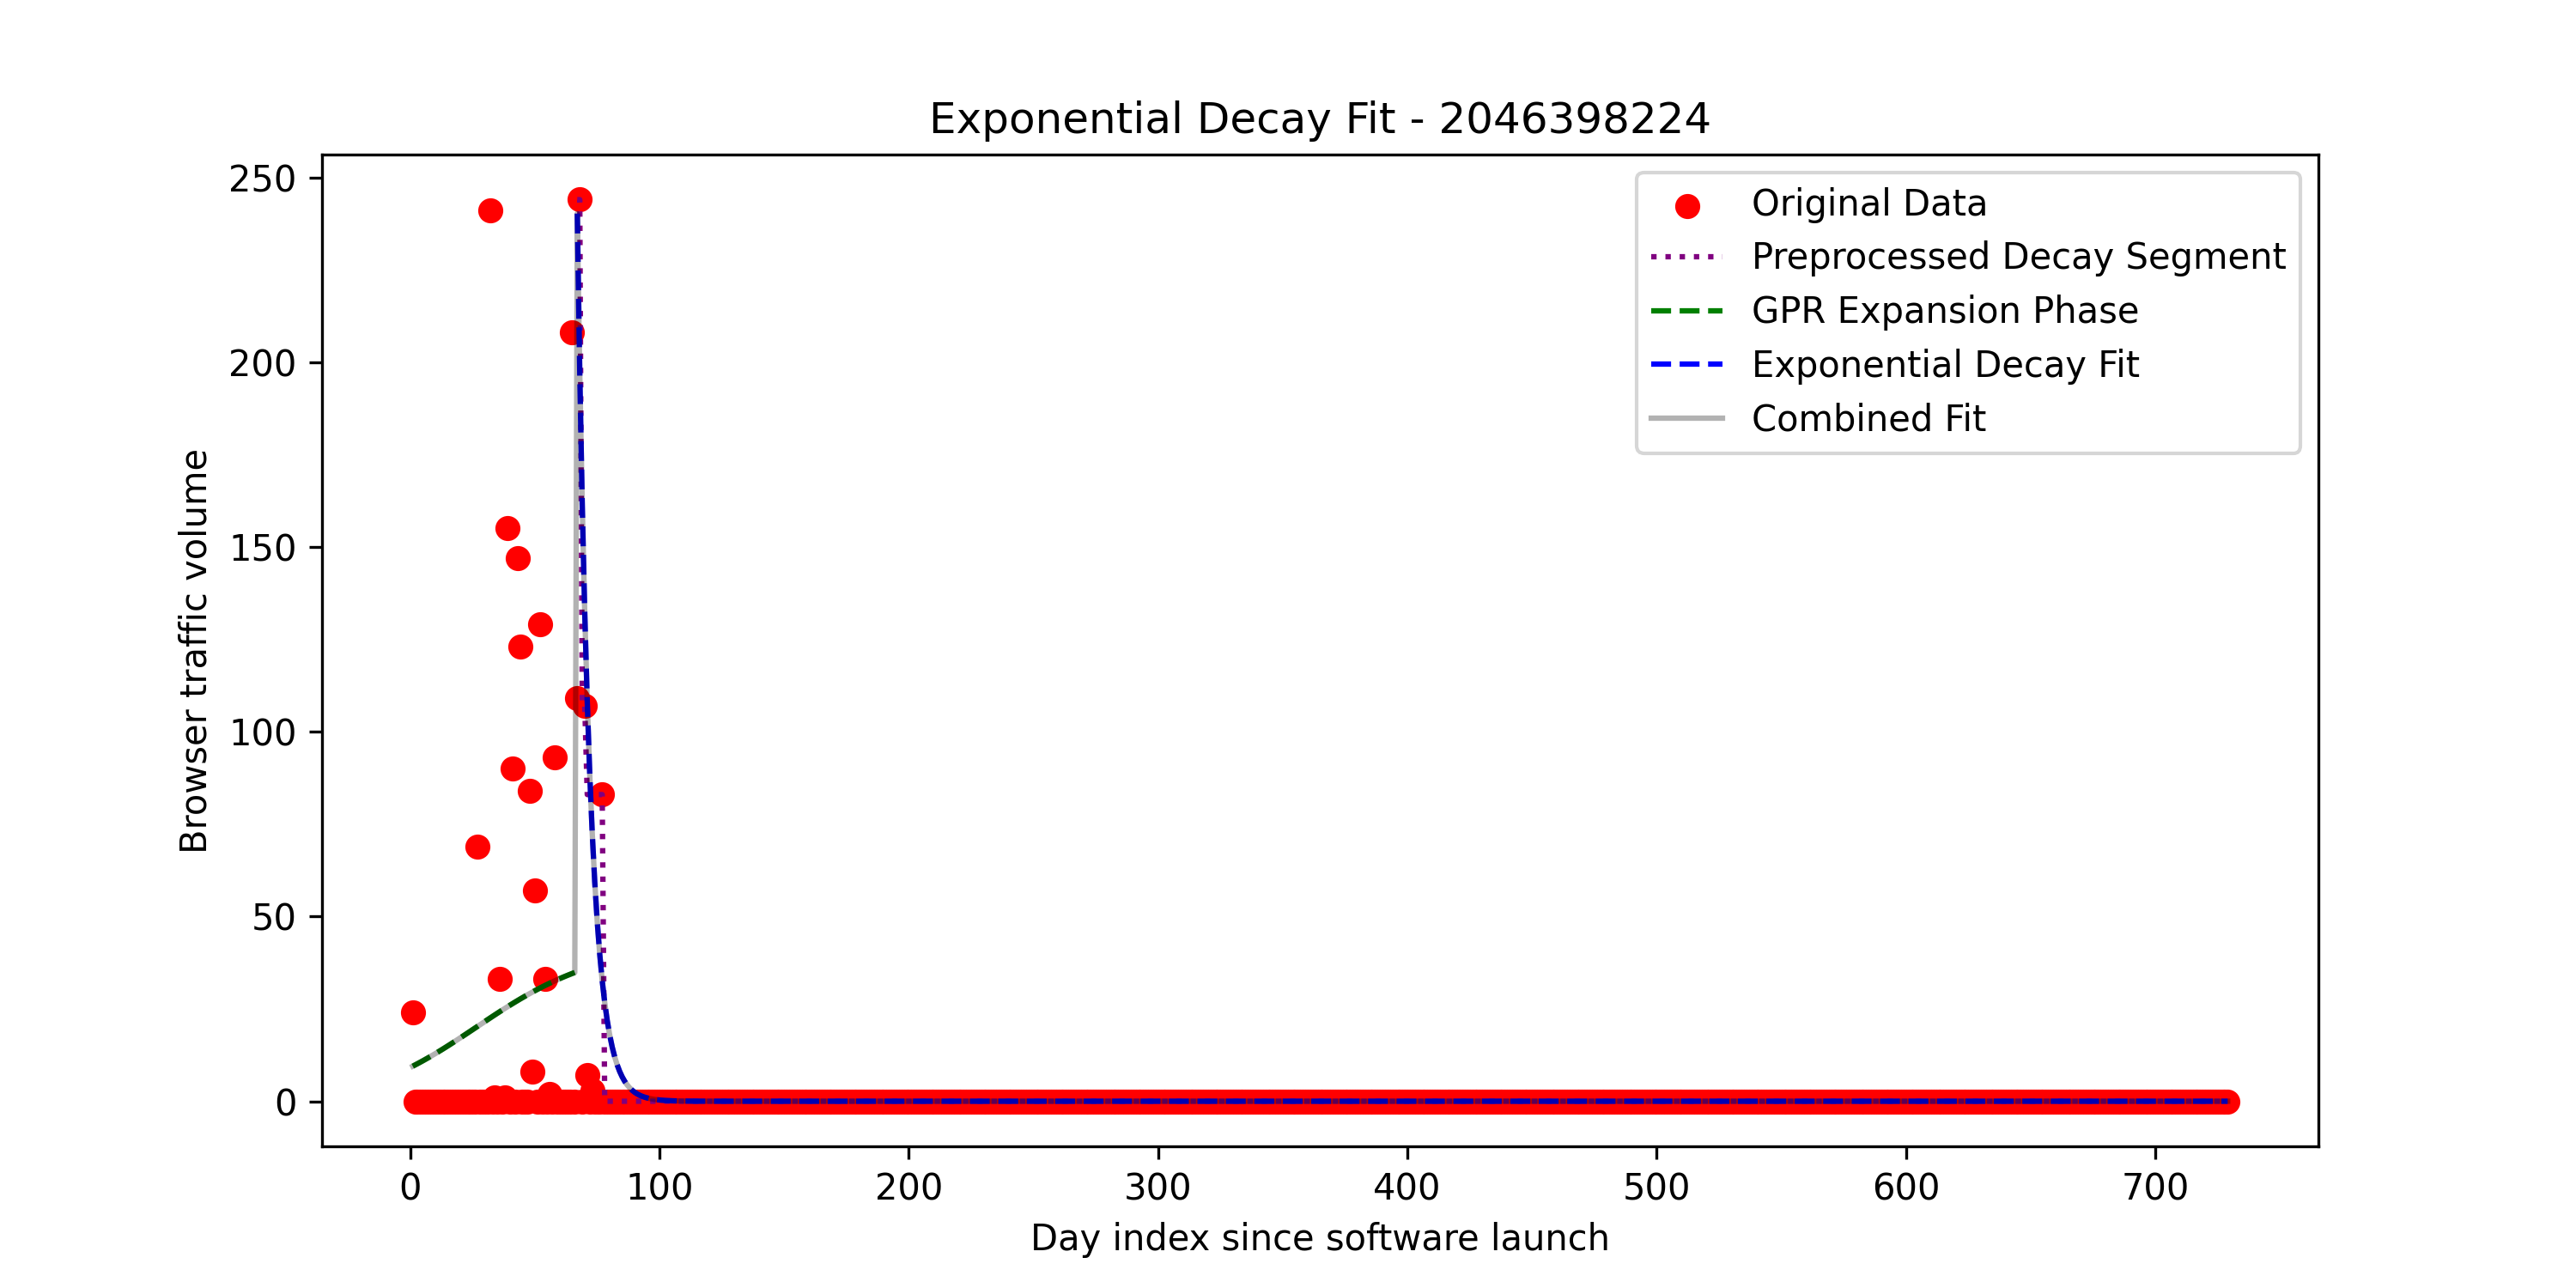 Exponential Decay Fit - 2046398224
Original Data
Preprocessed Decay Segment
GPR Expansion Phase
Exponential Decay Fit
Combined Fit
Browser traffic volume
250
200
150
100
50
0
0 100 200 300 400 500 600 700
Day index since software launch